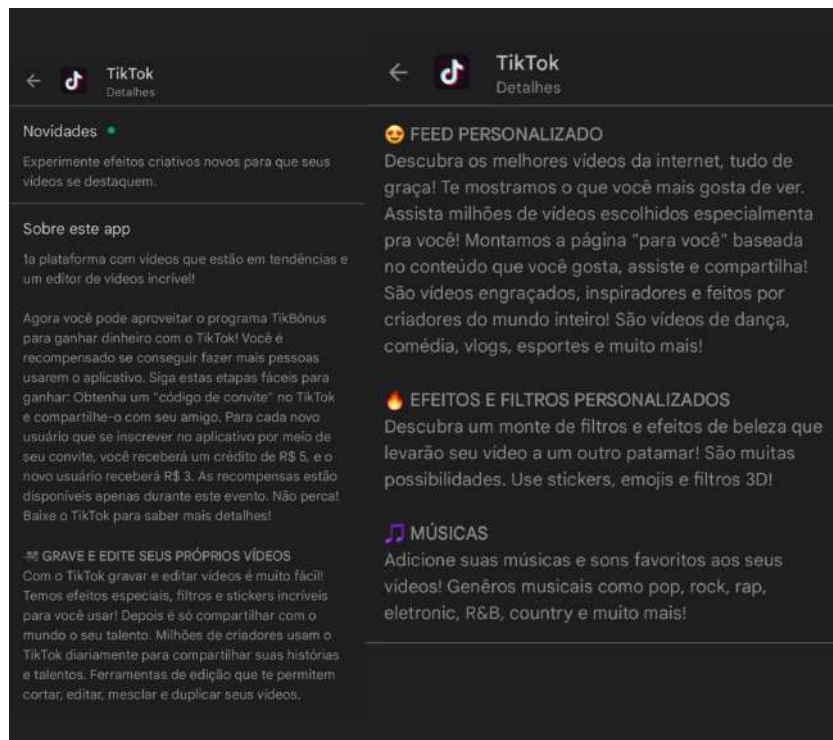 TikTok
Detalhes
Novidades
Experimente efeitos criativos novos para que seus
vídeos se destaquem.
Sobre este app
1a plataforma com vídeos que estão em tendências e
um editor de vídeos incrível!
Agora você pode aproveitar o programa TikBônus
para ganhar dinheiro com o TikTok! Você é
recompensado se conseguir fazer mais pessoas
usarem o aplicativo. Siga estas etapas fáceis para
ganhar: Obtenha um "código de convite" no TikTok
e compartilhe-o com seu amigo. Para cada novo
usuário que se inscrever no aplicativo por meio de
seu convite, você receberá um crédito de R$ 5, e o
novo usuário receberá R$ 3. As recompensas estão
disponíveis apenas durante este evento. Não perca!
Baixe o TikTok para saber mais detalhes!
GRAVE E EDITE SEUS PRÓPRIOS VÍDEOS
Com o TikTok gravar e editar vídeos é muito fácil!
Temos efeitos especiais, filtros e stickers incríveis
para você usar! Depois é só compartilhar com o
mundo o seu talento. Milhões de criadores usam o
TikTok diariamente para compartilhar suas histórias
e talentos. Ferramentas de edição que te permitem
cortar, editar, mesclar e duplicar seus vídeos.
TikTok
Detalhes
😍 FEED PERSONALIZADO
Descubra os melhores vídeos da internet, tudo de
graça! Te mostramos o que você mais gosta de ver.
Assista milhões de vídeos escolhidos especialmenta
pra você! Montamos a página "para você" baseada
no conteúdo que você gosta, assiste e compartilha!
São vídeos engraçados, inspiradores e feitos por
criadores do mundo inteiro! São vídeos de dança,
comédia, vlogs, esportes e muito mais!
🔥 EFEITOS E FILTROS PERSONALIZADOS
Descubra um monte de filtros e efeitos de beleza que
levarão seu vídeo a um outro patamar! São muitas
possibilidades. Use stickers, emojis e filtros 3D!
🎵 MÚSICAS
Adicione suas músicas e sons favoritos aos seus
vídeos! Genêros musicais como pop, rock, rap,
eletronic, R&B, country e muito mais!